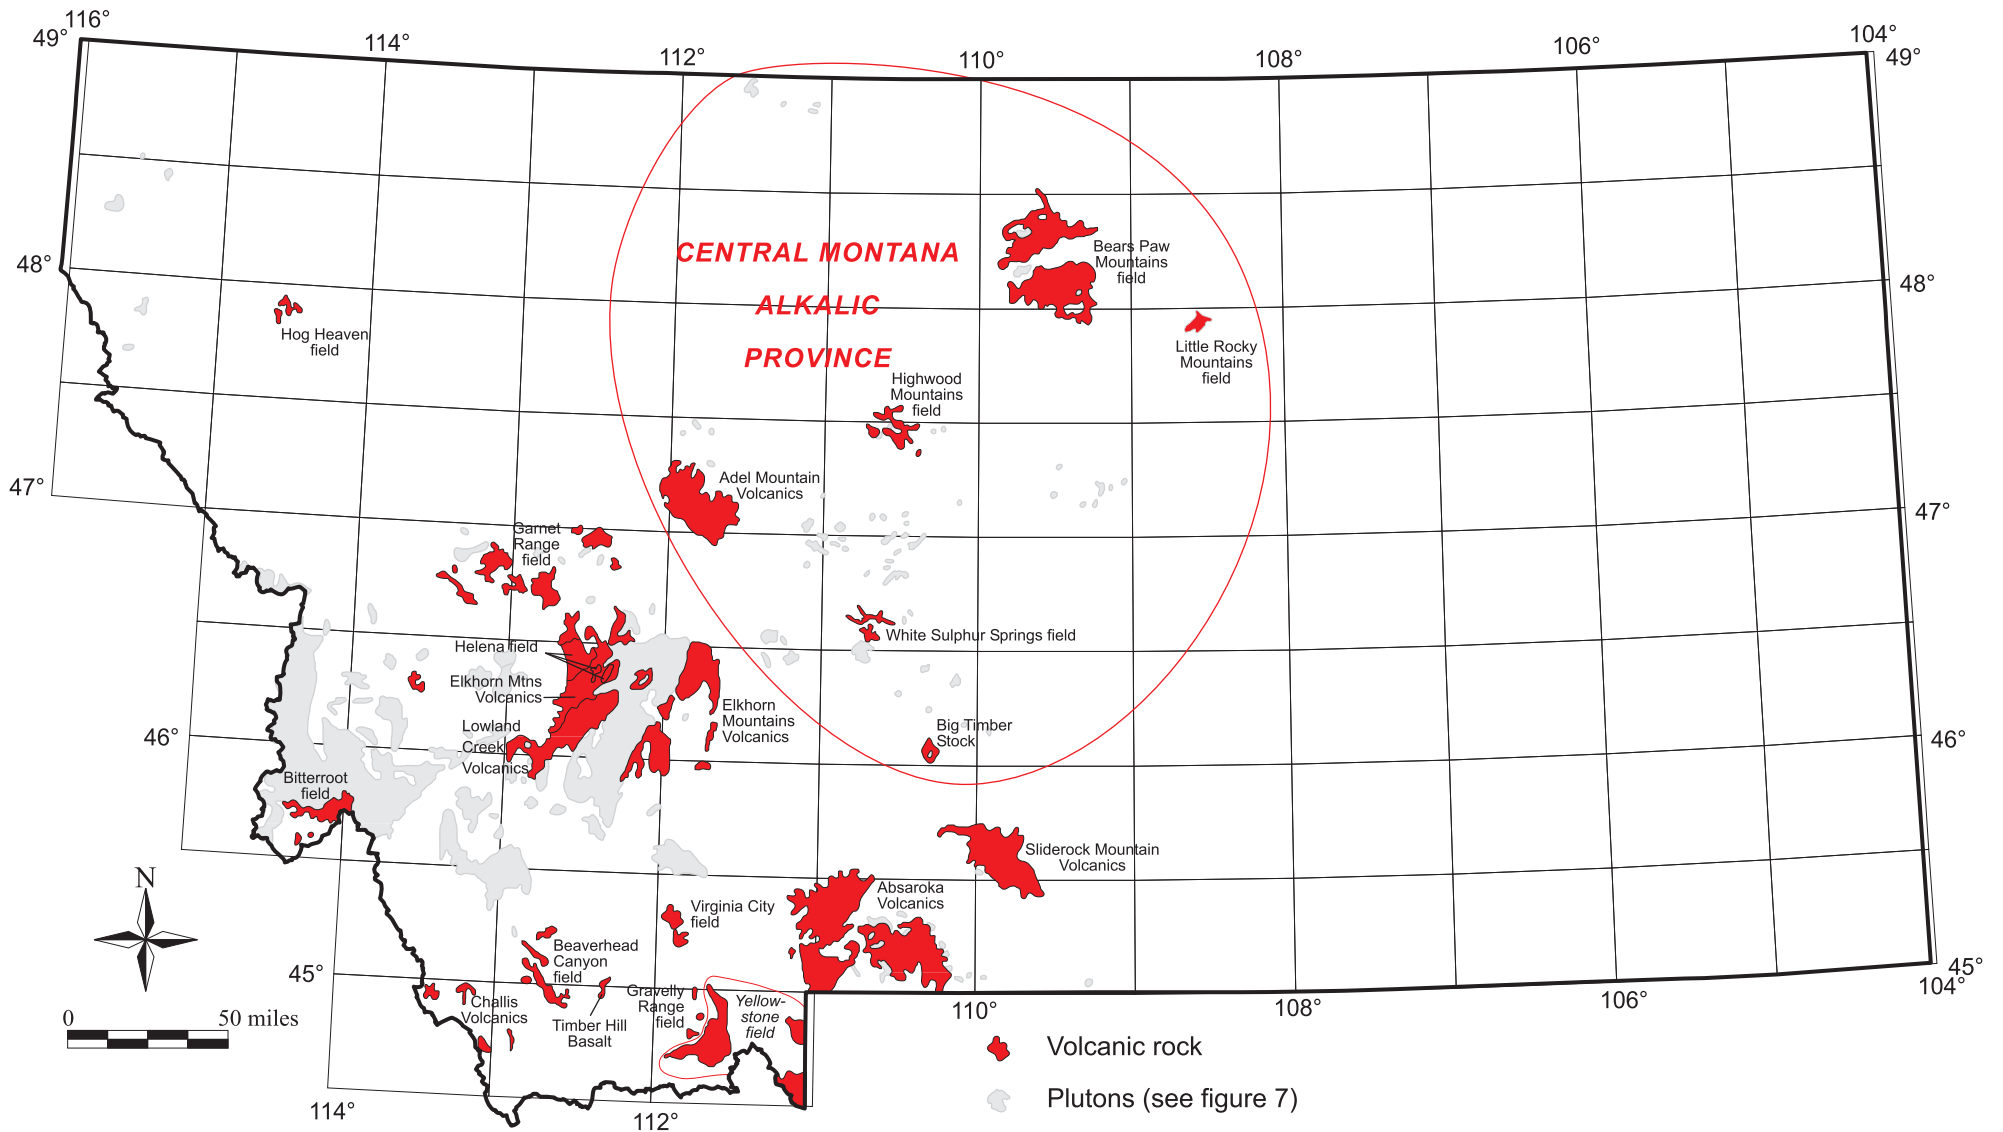 116°
49°
114°
112°
110°
108°
106°
104°
49°
CENTRAL MONTANA
ALKALIC
PROVINCE
Bears Paw
Mountains
field
48°
48°
Hog Heaven
field
Little Rocky
Mountains
field
Highwood
Mountains
field
Adel Mountain
Volcanics
47°
47°
Garnet
Range
field
White Sulphur Springs field
Helena field
Elkhorn Mtns
Volcanics
Elkhorn
Mountains
Volcanics
Lowland
Creek
Volcanics
Big Timber
Stock
46°
46°
Bitterroot
field
Sliderock Mountain
Volcanics
Absaroka
Volcanics
N
Virginia City
field
Beaverhead
Canyon
field
45°
45°
104°
Challis
Volcanics
Timber Hill
Basalt
Gravelly
Range
field
Yellow-
stone
field
110°
108°
106°
0 50 miles
Volcanic rock
Plutons (see figure 7)
114°
112°